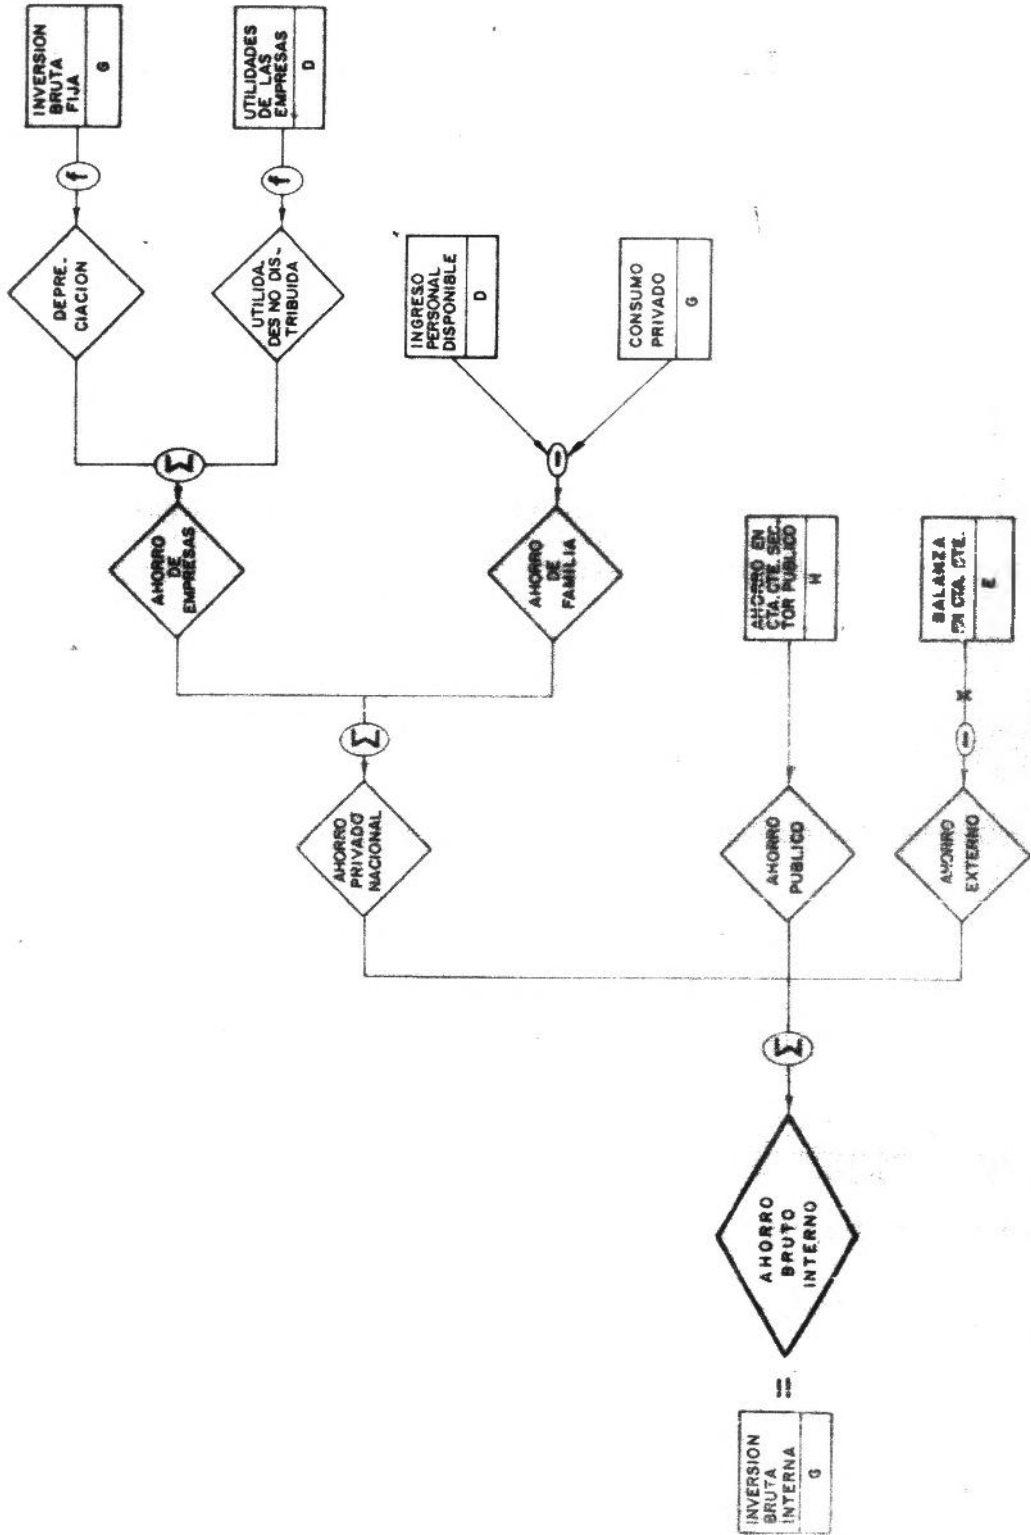 INVERSION
BRUTA
FIJA
G
UTILIDADES
DE LAS
EMPRESAS
D
f
f
DEPRE-
CIACION
UTILIDA.
DES NO DIS-
TRIBUIDA
INGRESO
PERSONAL
DISPONIBLE
D
CONSUMO
PRIVADO
G
Σ
-
AHORRO
DE
EMPRESAS
AHORRO
DE
FAMILIA
AHORRO EN
CTA. CTE. SEC.
TOR PUBLICO
H
BALANZA
EN CTA. CTE.
E
Σ
x
-
AHORRO
PRIVADO
NACIONAL
AHORRO
PUBLICO
AHORRO
EXTERNO
Σ
AHORRO
BRUTO
INTERNO
=
INVERSION
BRUTA
INTERNA
G